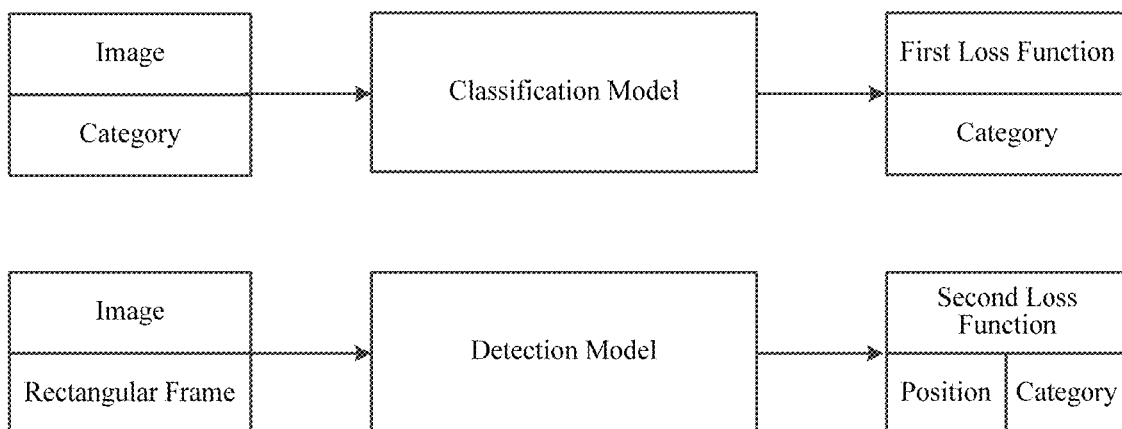 Image
Category
Classification Model
First Loss Function
Category
Image
Rectangular Frame
Detection Model
Second Loss
Function
Position
Category